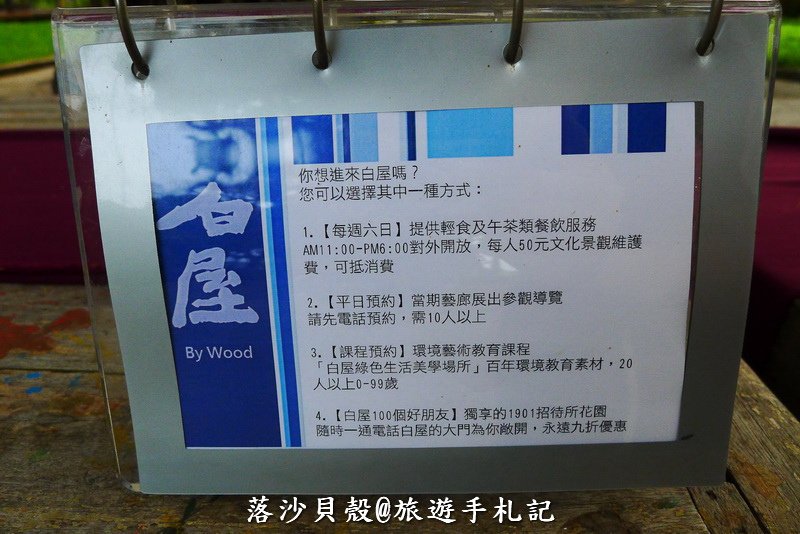 白屋
By Wood
你想進來白屋嗎？
您可以選擇其中一種方式：
1.【每週六日】提供輕食及午茶類餐飲服務
AM11:00-PM6:00對外開放，每人50元文化景觀維護
費，可抵消費
2.【平日預約】當期藝廊展出參觀導覽
請先電話預約，需10人以上
3.【課程預約】環境藝術教育課程
「白屋綠色生活美學場所」百年環境教育素材，20
人以上0-99歲
4.【白屋100個好朋友】獨享的1901招待所花園
隨時一通電話白屋的大門為你敞開，永遠九折優惠
落沙貝殼@旅遊手札記